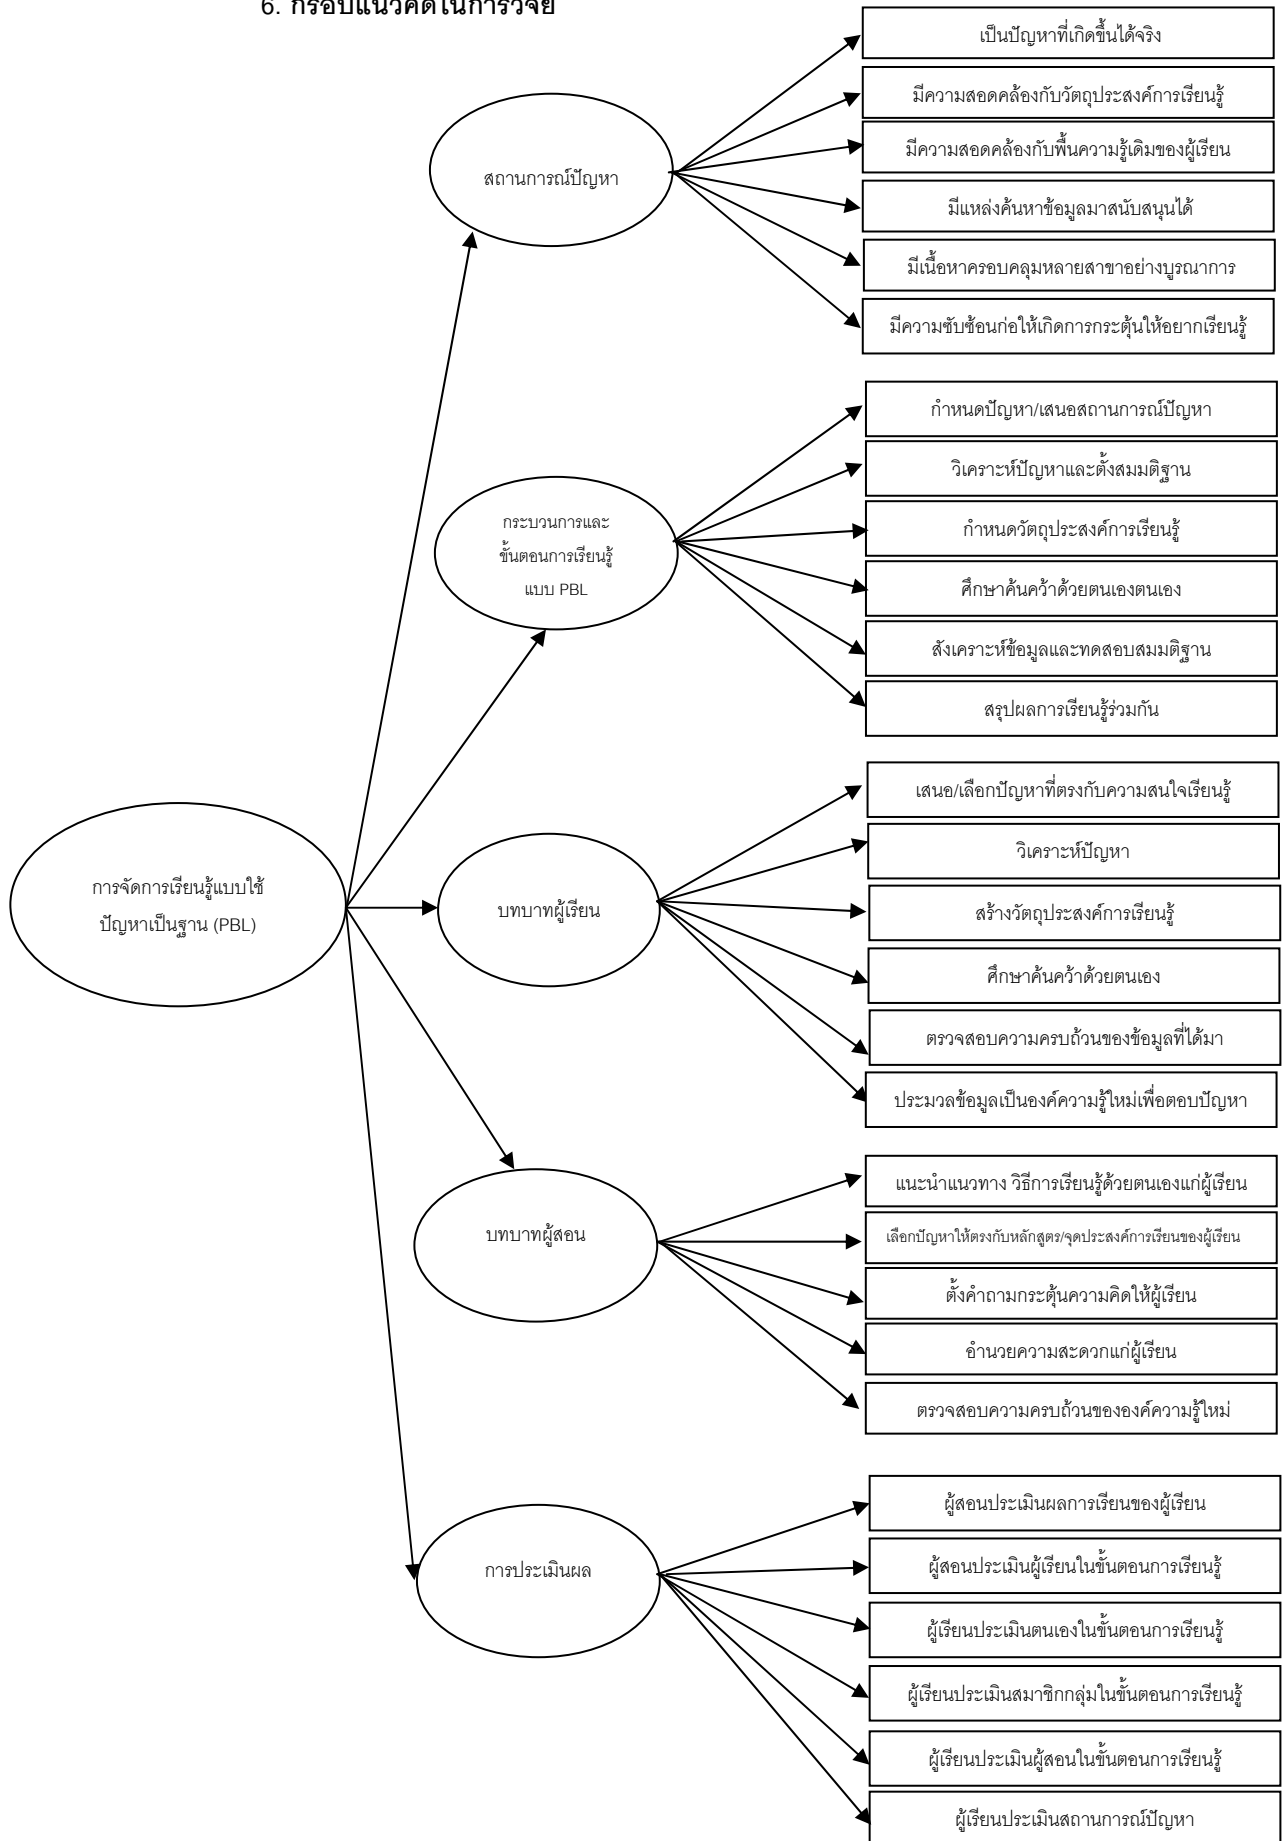 6. กรอบแนวคิดในการวิจัย
เป็นปัญหาที่เกิดขึ้นได้จริง
มีความสอดคล้องกับวัตถุประสงค์การเรียนรู้
มีความสอดคล้องกับพื้นความรู้เดิมของผู้เรียน
สถานการณ์ปัญหา
มีแหล่งค้นหาข้อมูลมาสนับสนุนได้
มีเนื้อหาครอบคลุมหลายสาขาอย่างบูรณาการ
มีความซับซ้อนก่อให้เกิดการกระตุ้นให้อยากเรียนรู้
กำหนดปัญหา/เสนอสถานการณ์ปัญหา
วิเคราะห์ปัญหาและตั้งสมมติฐาน
กำหนดวัตถุประสงค์การเรียนรู้
กระบวนการและ
ขั้นตอนการเรียนรู้
แบบ PBL
ศึกษาค้นคว้าด้วยตนเองตนเอง
สังเคราะห์ข้อมูลและทดสอบสมมติฐาน
สรุปผลการเรียนรู้ร่วมกัน
เสนอ/เลือกปัญหาที่ตรงกับความสนใจเรียนรู้
วิเคราะห์ปัญหา
การจัดการเรียนรู้แบบใช้
ปัญหาเป็นฐาน (PBL)
บทบาทผู้เรียน
สร้างวัตถุประสงค์การเรียนรู้
ศึกษาค้นคว้าด้วยตนเอง
ตรวจสอบความครบถ้วนของข้อมูลที่ได้มา
ประมวลข้อมูลเป็นองค์ความรู้ใหม่เพื่อตอบปัญหา
แนะนำแนวทาง วิธีการเรียนรู้ด้วยตนเองแก่ผู้เรียน
บทบาทผู้สอน
เลือกปัญหาให้ตรงกับหลักสูตร/จุดประสงค์การเรียนของผู้เรียน
ตั้งคำถามกระตุ้นความคิดให้ผู้เรียน
อำนวยความสะดวกแก่ผู้เรียน
ตรวจสอบความครบถ้วนขององค์ความรู้ใหม่
ผู้สอนประเมินผลการเรียนของผู้เรียน
การประเมินผล
ผู้สอนประเมินผู้เรียนในขั้นตอนการเรียนรู้
ผู้เรียนประเมินตนเองในขั้นตอนการเรียนรู้
ผู้เรียนประเมินสมาชิกกลุ่มในขั้นตอนการเรียนรู้
ผู้เรียนประเมินผู้สอนในขั้นตอนการเรียนรู้
ผู้เรียนประเมินสถานการณ์ปัญหา